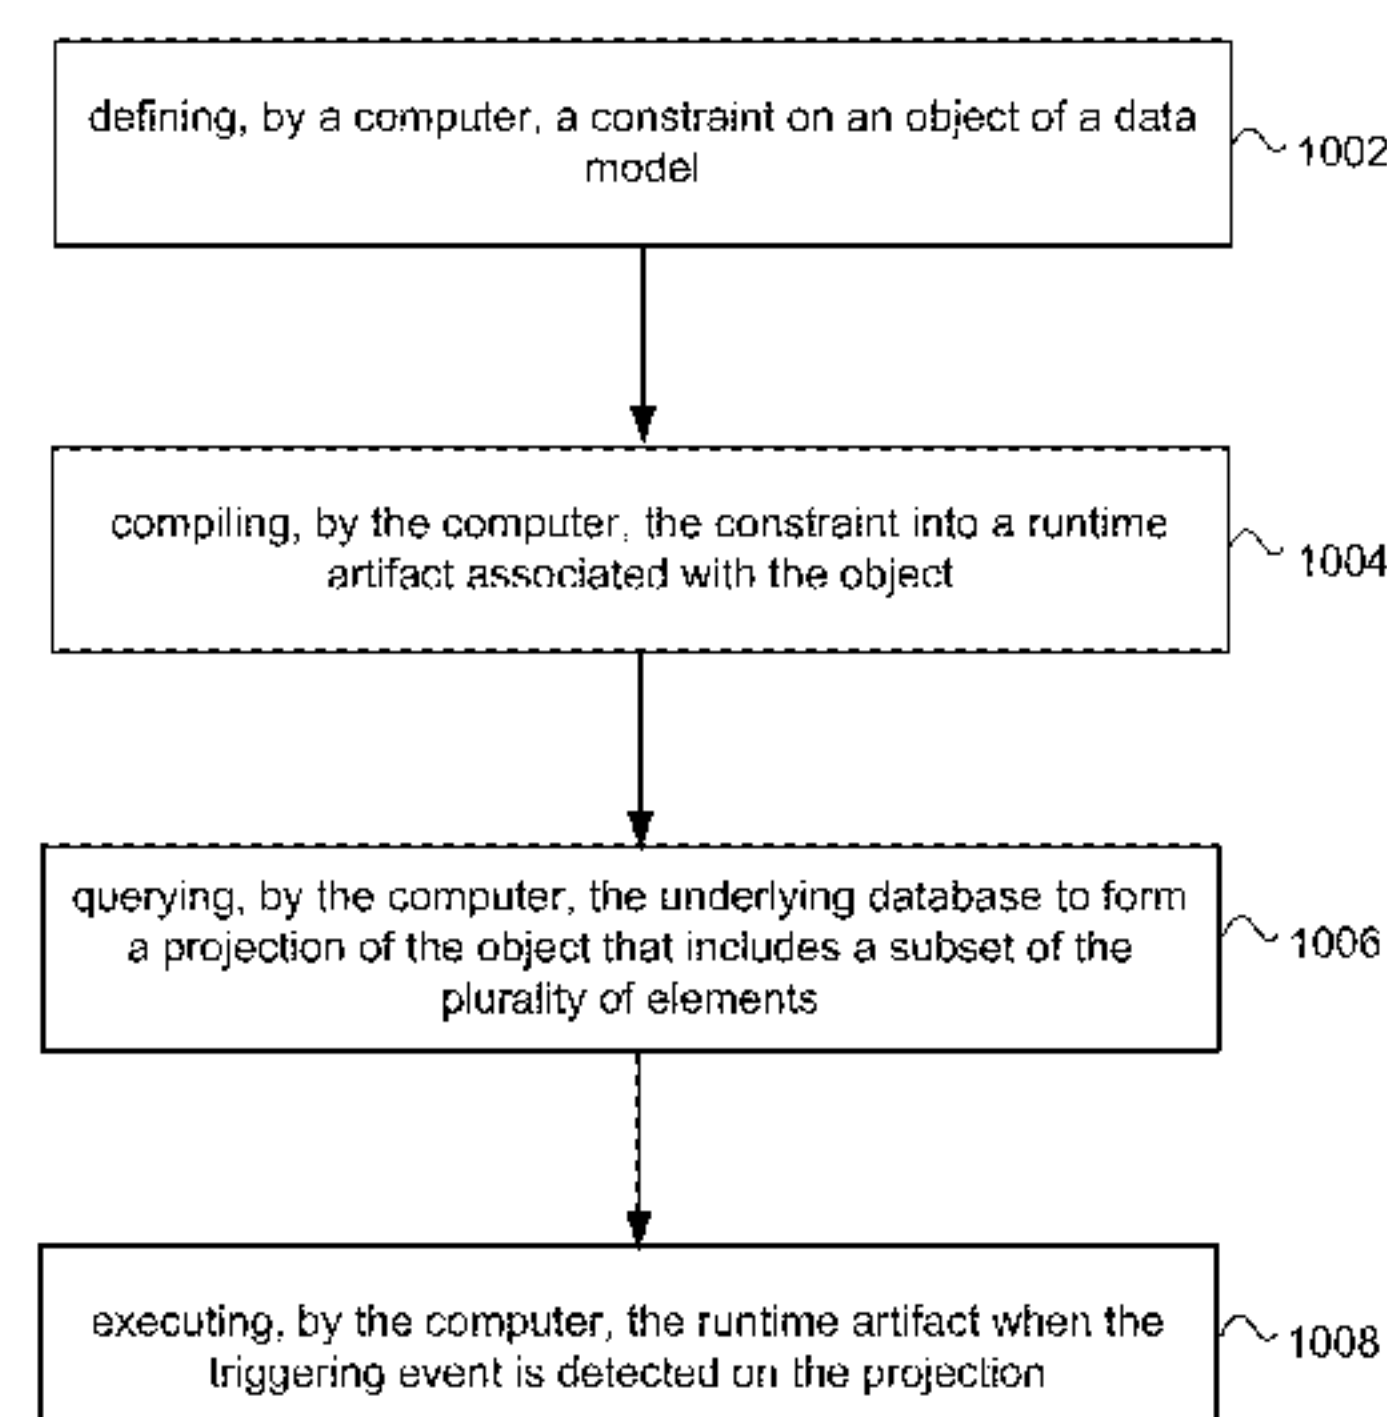 defining, by a computer, a constraint on an object of a data
model
1002
compiling, by the computer, the constraint into a runtime
artifact associated with the object
1004
querying, by the computer, the underlying database to form
a projection of the object that includes a subset of the
plurality of elements
1006
executing, by the computer, the runtime artifact when the
triggering event is detected on the projection
1008